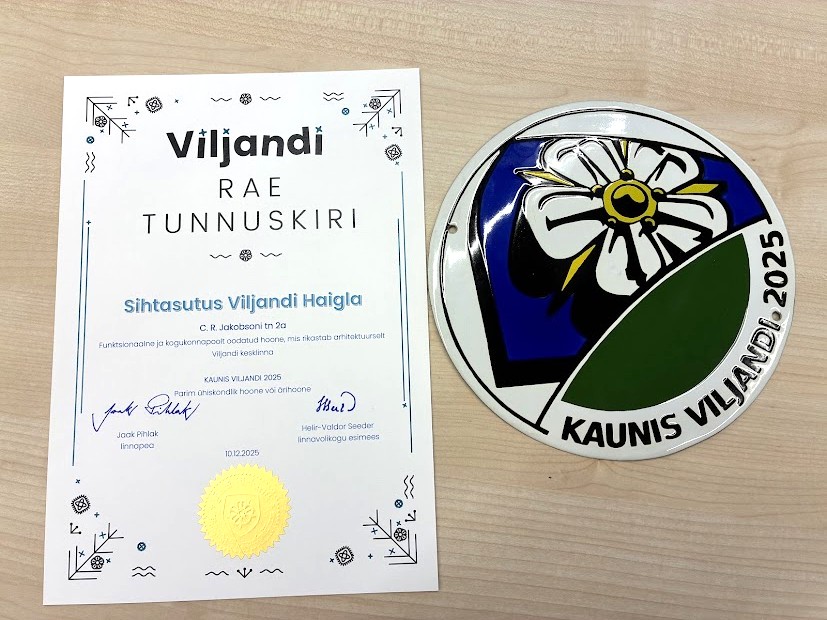 Viljandi
RAE
TUNNUSKIRI
Sihtasutus Viljandi Haigla
C. R. Jakobsoni tn 2a
Funktsionaalne ja kogukonnapoolt oodatud hoone, mis rikastab arhitektuurselt
Viljandi kesklinna
KAUNIS VILJANDI 2025
Parim ühiskondlik hoone või ärihoone
Jaak Pihlak
Jaak Pihlak
linnapea
Helir-Valdor Seeder
linnavolikogu esimees
10.12.2025
KAUNIS VILJANDI 2025